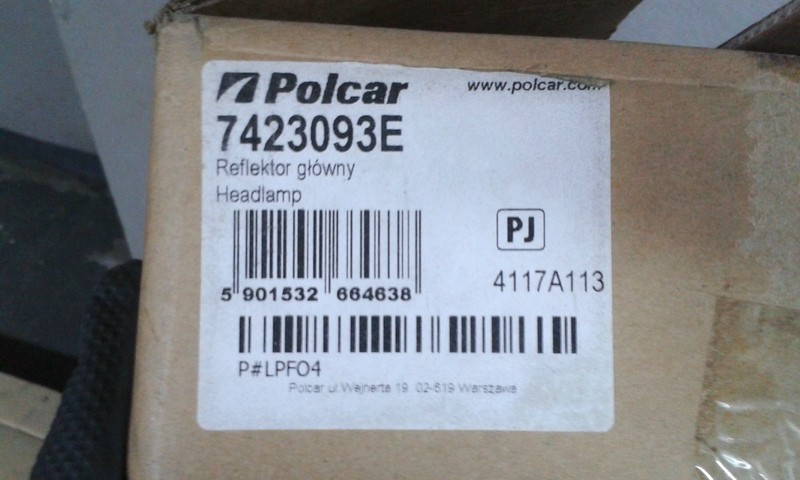 Polcar
www.polcar.com
7423093E
Reflektor główny
Headlamp
PJ
4117A113
5 901532 664638
P#LPFO4
Polcar ul.Wejnerta 19 02-619 Warszawa